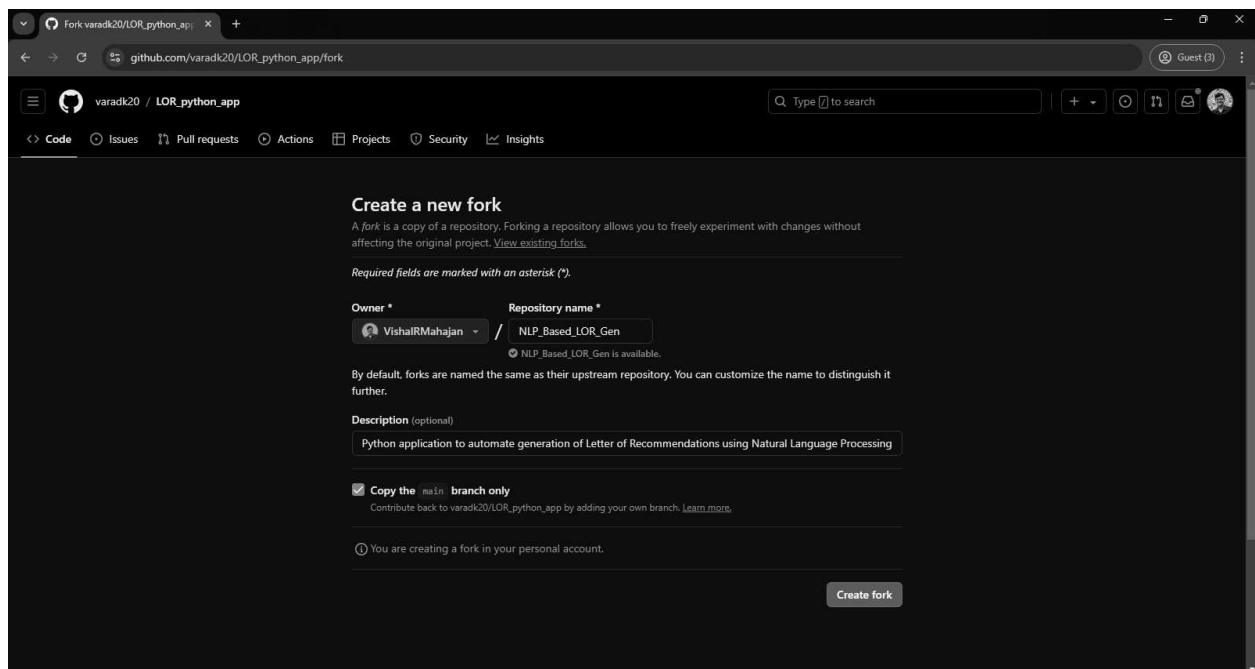 Fork varadk20/LOR_python_app
github.com/varadk20/LOR_python_app/fork
Guest (3)
varadk20 / LOR_python_app
Type / to search
Code Issues Pull requests Actions Projects Security Insights
Create a new fork
A fork is a copy of a repository. Forking a repository allows you to freely experiment with changes without
affecting the original project. View existing forks.
Required fields are marked with an asterisk (*).
Owner * Repository name *
VishalRMahajan / NLP_Based_LOR_Gen
NLP_Based_LOR_Gen is available.
By default, forks are named the same as their upstream repository. You can customize the name to distinguish it
further.
Description (optional)
Python application to automate generation of Letter of Recommendations using Natural Language Processing
Copy the main branch only
Contribute back to varadk20/LOR_python_app by adding your own branch. Learn more.
You are creating a fork in your personal account.
Create fork